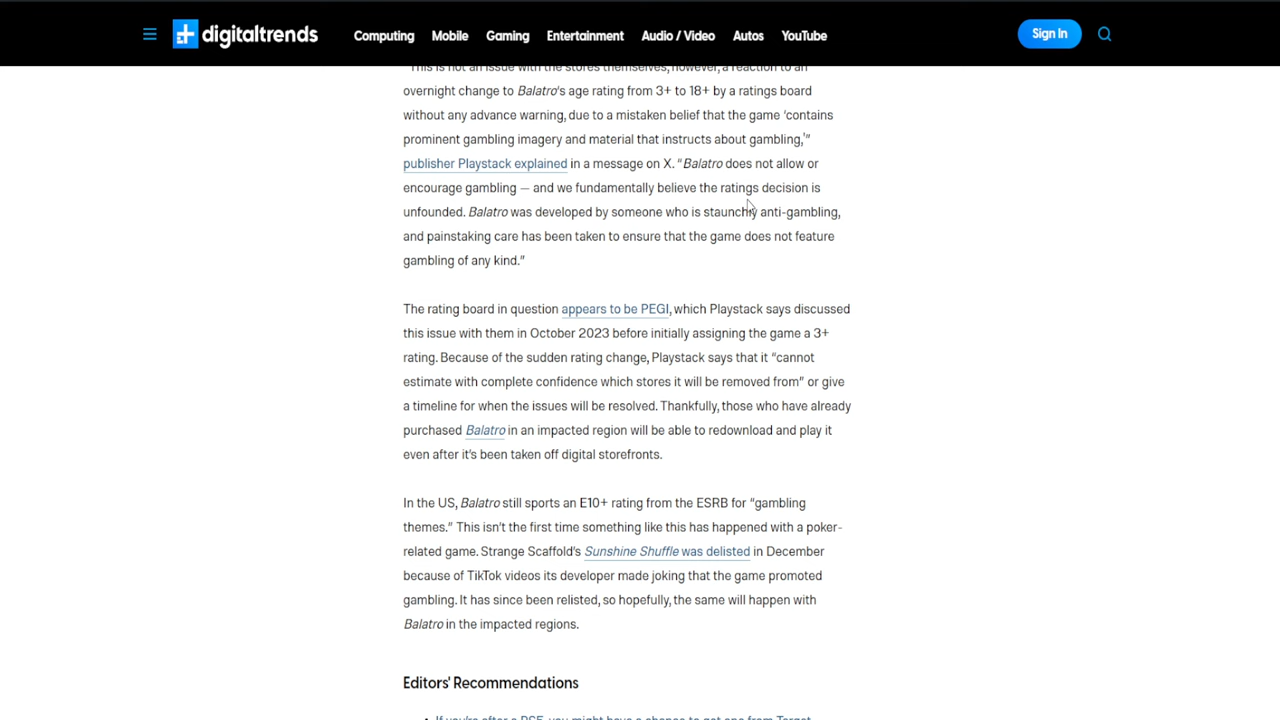 digitaltrends
Computing Mobile Gaming Entertainment Audio / Video Autos YouTube
Sign In
"This is not an issue with the stores themselves, however, a reaction to an
overnight change to Balatro's age rating from 3+ to 18+ by a ratings board
without any advance warning, due to a mistaken belief that the game 'contains
prominent gambling imagery and material that instructs about gambling,'"
publisher Playstack explained in a message on X. "Balatro does not allow or
encourage gambling — and we fundamentally believe the ratings decision is
unfounded. Balatro was developed by someone who is staunchly anti-gambling,
and painstaking care has been taken to ensure that the game does not feature
gambling of any kind."
The rating board in question appears to be PEGI, which Playstack says discussed
this issue with them in October 2023 before initially assigning the game a 3+
rating. Because of the sudden rating change, Playstack says that it "cannot
estimate with complete confidence which stores it will be removed from" or give
a timeline for when the issues will be resolved. Thankfully, those who have already
purchased Balatro in an impacted region will be able to redownload and play it
even after it's been taken off digital storefronts.
In the US, Balatro still sports an E10+ rating from the ESRB for "gambling
themes." This isn't the first time something like this has happened with a poker-
related game. Strange Scaffold's Sunshine Shuffle was delisted in December
because of TikTok videos its developer made joking that the game promoted
gambling. It has since been relisted, so hopefully, the same will happen with
Balatro in the impacted regions.
Editors' Recommendations
If you're after a PS5, you might have a chance to get one from Target